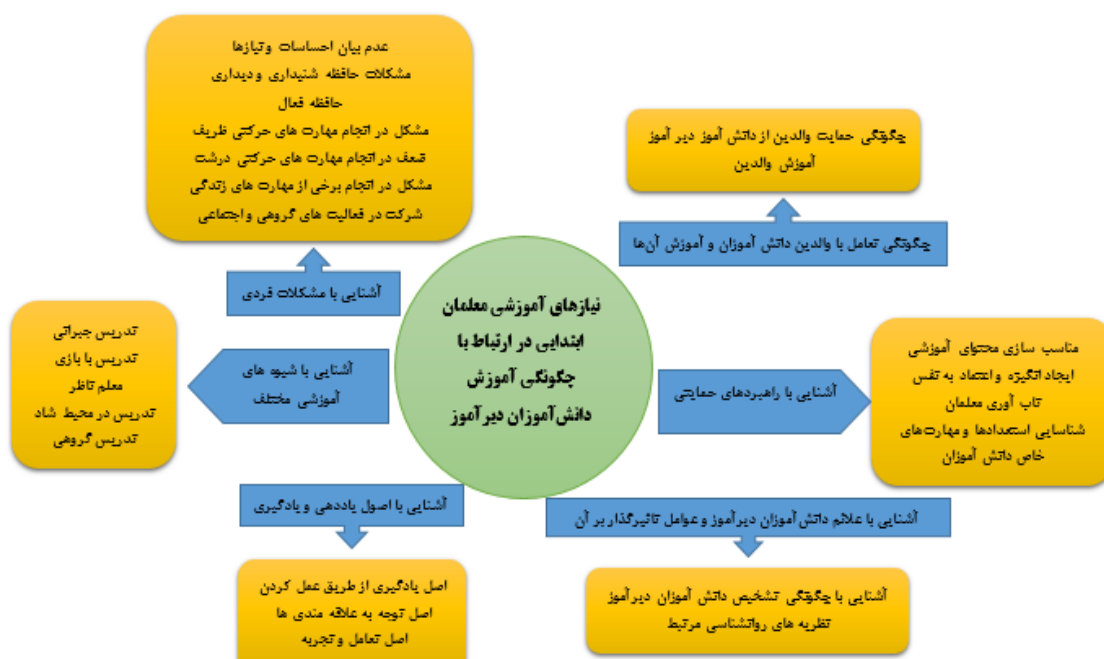 عدم بیان احساسات و نیازها
مشکلات حافظه شنیداری و دیداری
حافظه فعال
مشکل در انجام مهارت های حرکتی ظریف
ضعف در انجام مهارت های حرکتی درشت
مشکل در انجام برخی از مهارت های زندگی
شرکت در فعالیت های گروهی و اجتماعی
چگونگی حمایت والدین از دانش آموز دیر آموز
آموزش والدین
چگونگی تعامل با والدین دانش آموزان و آموزش آن‌ها
آشنایی با مشکلات فردی
نیازهای آموزشی معلمان
ابتدایی در ارتباط با
چگونگی آموزش
دانش‌آموزان دیر آموز
مناسب سازی محتوای آموزشی
ایجاد انگیزه و اعتماد به نفس
تاب آوری معلمان
شناسایی استعدادها و مهارت‌های
خاص دانش آموزان
آشنایی با راهبردهای حمایتی
آشنایی با شیوه های
آموزشی مختلف
تدریس جبرانی
تدریس با بازی
معلم ناظر
تدریس در محیط شاد
تدریس گروهی
آشنایی با اصول یاددهی و یادگیری
آشنایی با علائم دانش آموزان دیر آموز و عوامل تاثیرگذار بر آن
اصل یادگیری از طریق عمل کردن
اصل توجه به علاقه مندی ها
اصل تعامل و تجربه
آشنایی با چگونگی تشخیص دانش آموزان دیر آموز
نظریه های روانشناسی مرتبط